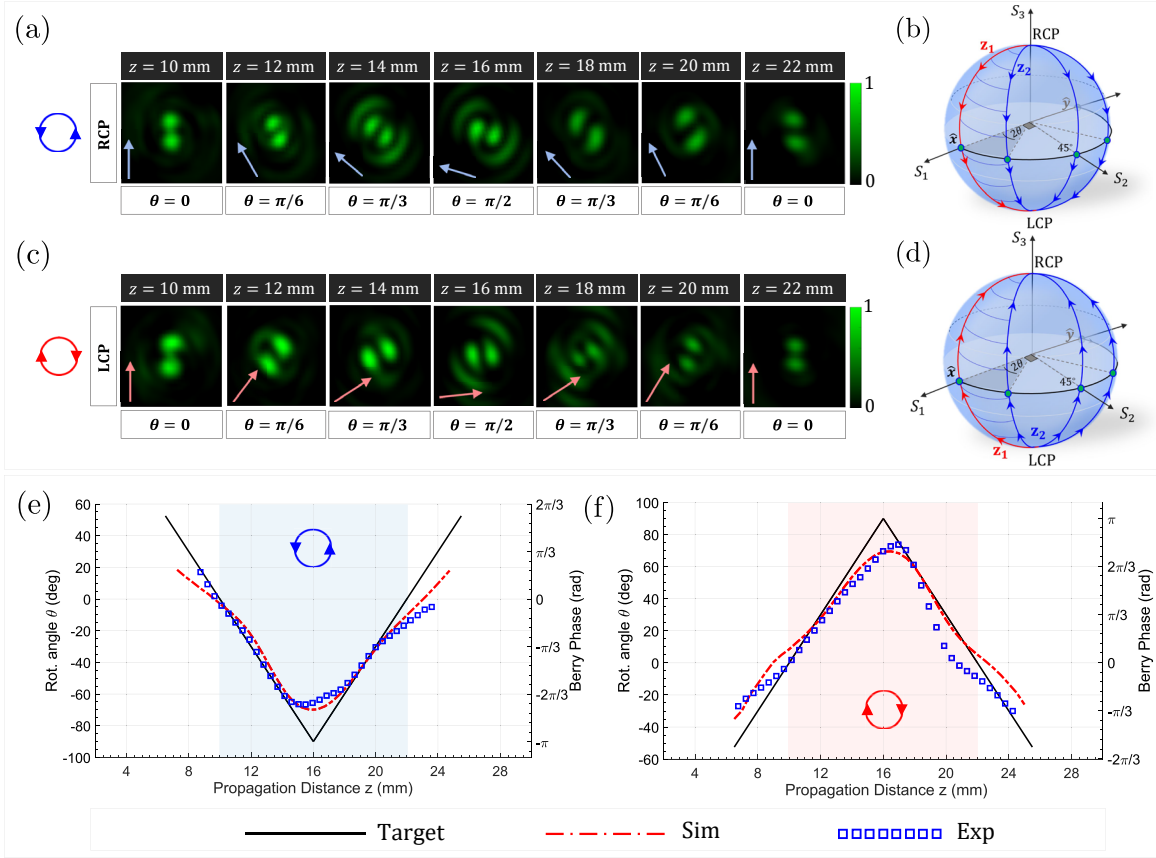 (a)
z = 10 mm z = 12 mm z = 14 mm z = 16 mm z = 18 mm z = 20 mm z = 22 mm
RCP
1
0
θ = 0 θ = π/6 θ = π/3 θ = π/2 θ = π/3 θ = π/6 θ = 0
(b)
S3
RCP
z1
z2
ŷ
x̂
2θ
45°
S1
S2
LCP
(c)
z = 10 mm z = 12 mm z = 14 mm z = 16 mm z = 18 mm z = 20 mm z = 22 mm
LCP
1
0
θ = 0 θ = π/6 θ = π/3 θ = π/2 θ = π/3 θ = π/6 θ = 0
(d)
S3
RCP
ŷ
x̂
2θ
45°
S1
S2
z2
z1
LCP
(e)
Rot. angle θ (deg)
60
40
20
0
-20
-40
-60
-80
-100
4 8 12 16 20 24 28
Propagation Distance z (mm)
2π/3
π/3
0
-π/3
-2π/3
-π
Berry Phase (rad)
(f)
Rot. angle θ (deg)
100
80
60
40
20
0
-20
-40
-60
4 8 12 16 20 24 28
Propagation Distance z (mm)
π
2π/3
π/3
0
-π/3
-2π/3
Berry Phase (rad)
Target Sim Exp